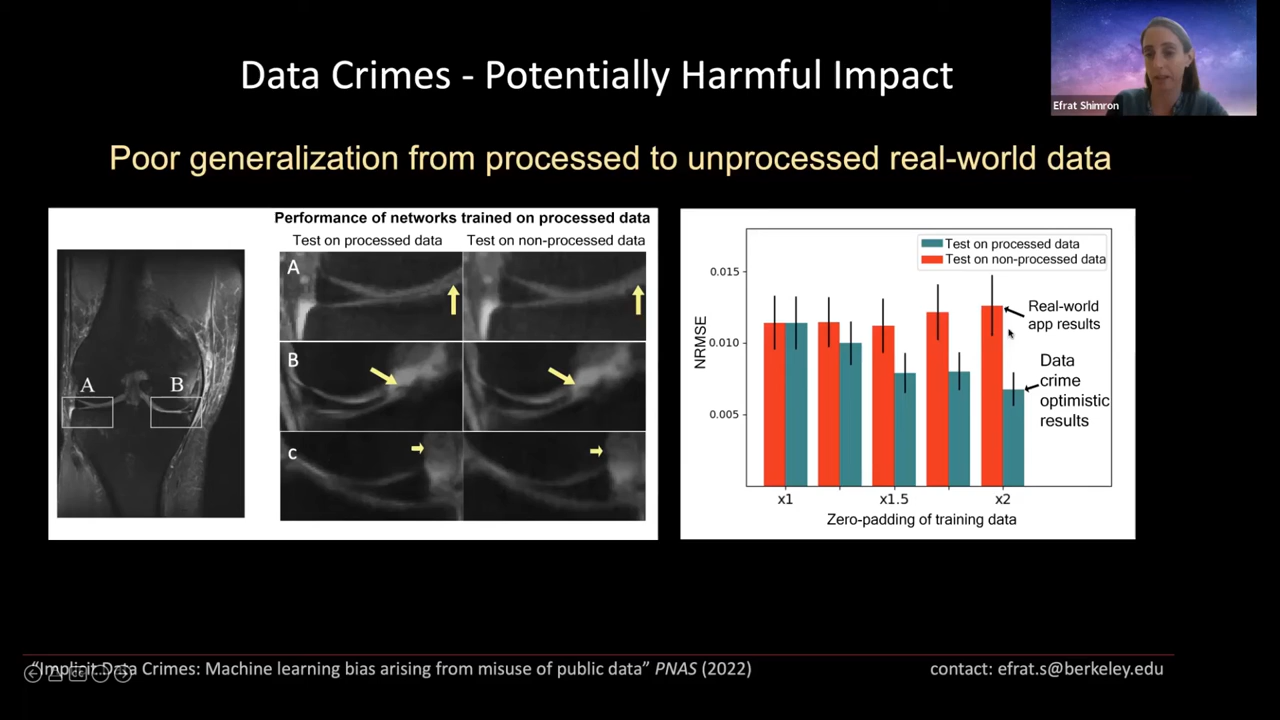 Data Crimes - Potentially Harmful Impact
Efrat Shimron
Poor generalization from processed to unprocessed real-world data
Performance of networks trained on processed data
Test on processed data
Test on non-processed data
A
B
A
B
c
Test on processed data
Test on non-processed data
0.015
0.010
0.005
NRMSE
Real-world
app results
Data
crime
optimistic
results
x1
x1.5
x2
Zero-padding of training data
"Implicit Data Crimes: Machine learning bias arising from misuse of public data" PNAS (2022)
contact: efrat.s@berkeley.edu